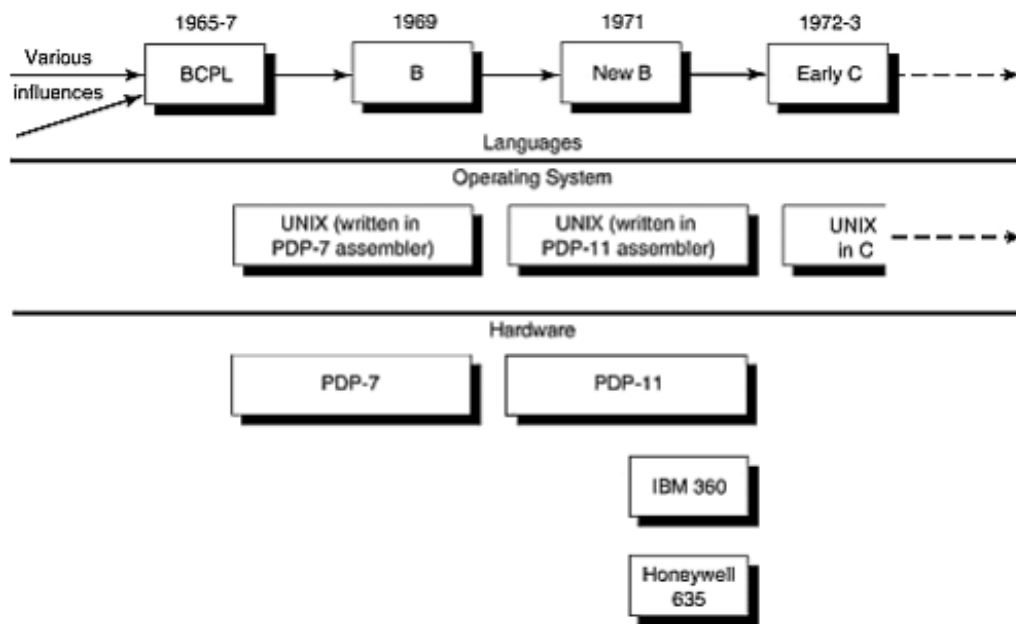 1965-7
1969
1971
1972-3
Various
influences
BCPL
B
New B
Early C
Languages
Operating System
UNIX (written in
PDP-7 assembler)
UNIX (written in
PDP-11 assembler)
UNIX
in C
Hardware
PDP-7
PDP-11
IBM 360
Honeywell
635